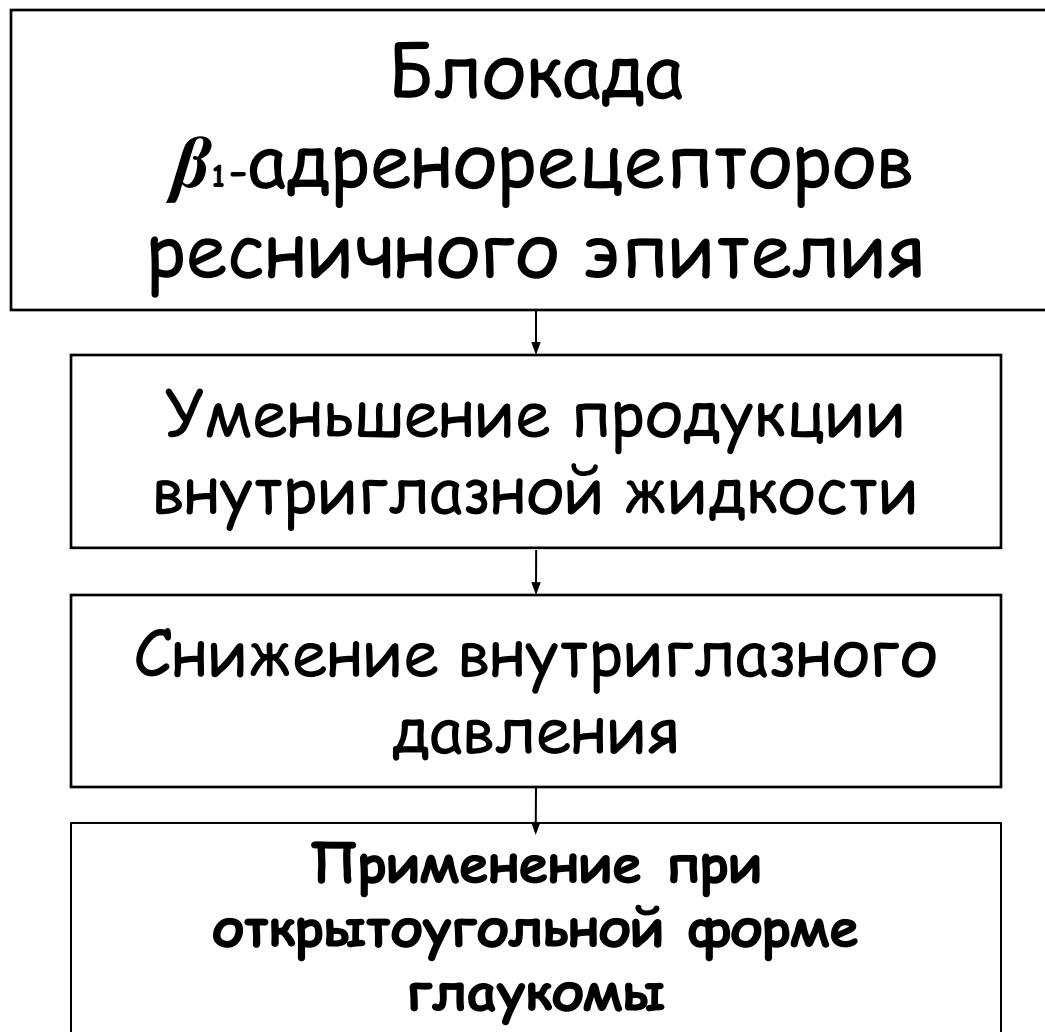 Блокада
β₁-адренорецепторов
ресничного эпителия
Уменьшение продукции
внутриглазной жидкости
Снижение внутриглазного
давления
Применение при
открытоугольной форме
глаукомы